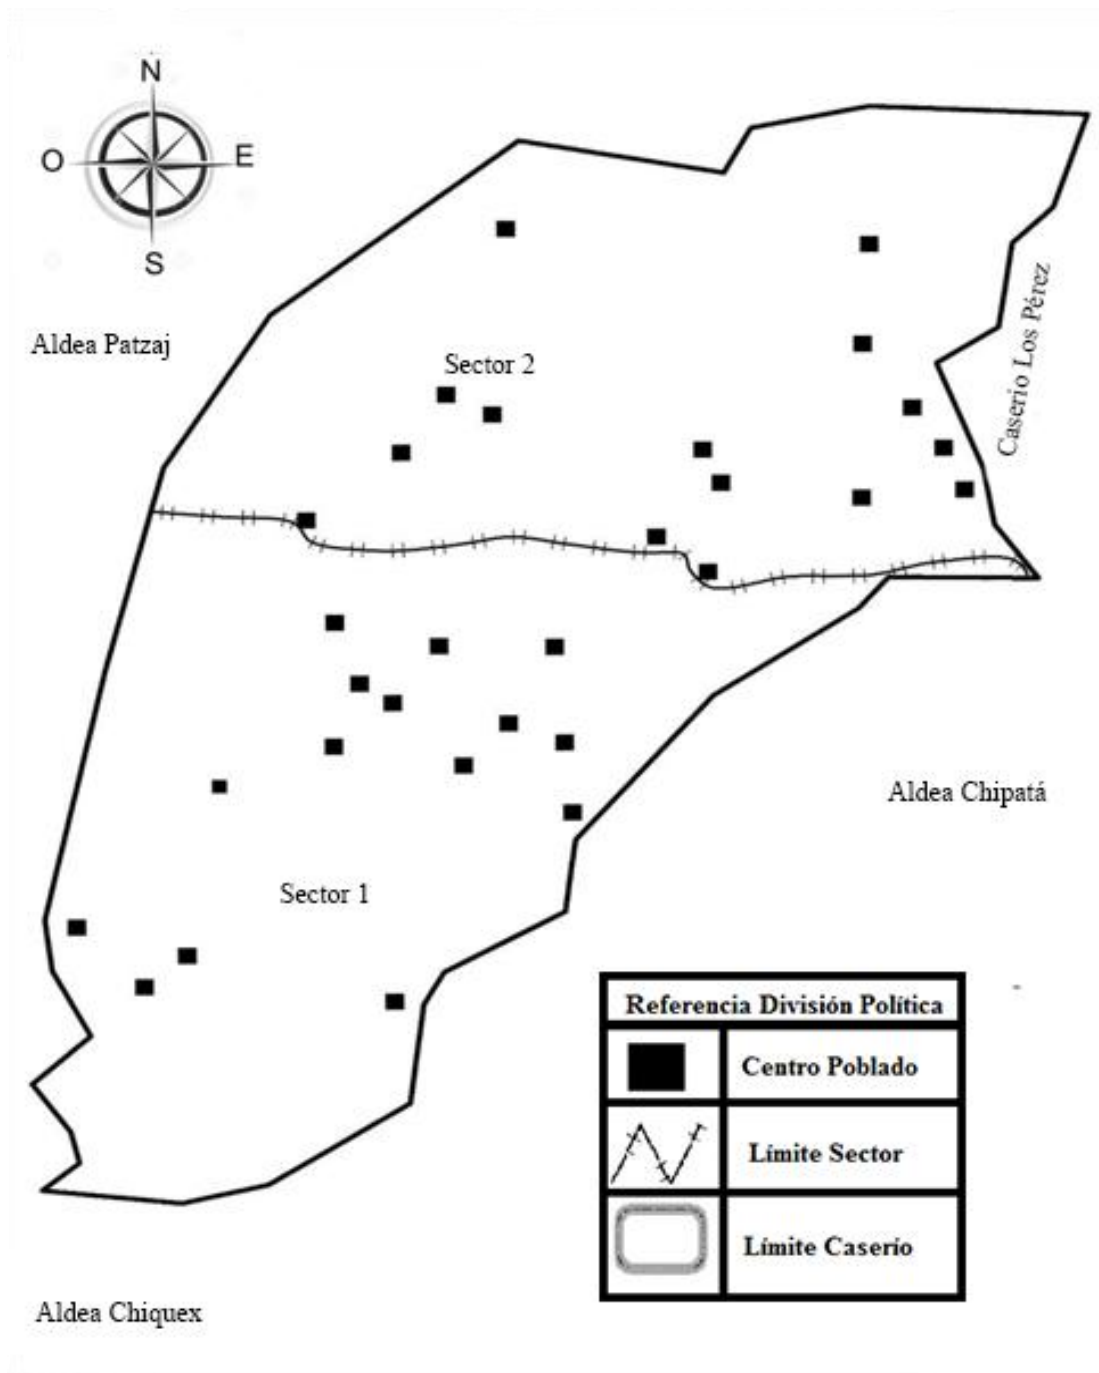 N
O
E
S
Aldea Patzaj
Sector 2
Caserio Los Pérez
Aldea Chipatá
Sector 1
Referencia División Política
Centro Poblado
Límite Sector
Límite Caserío
Aldea Chiquex